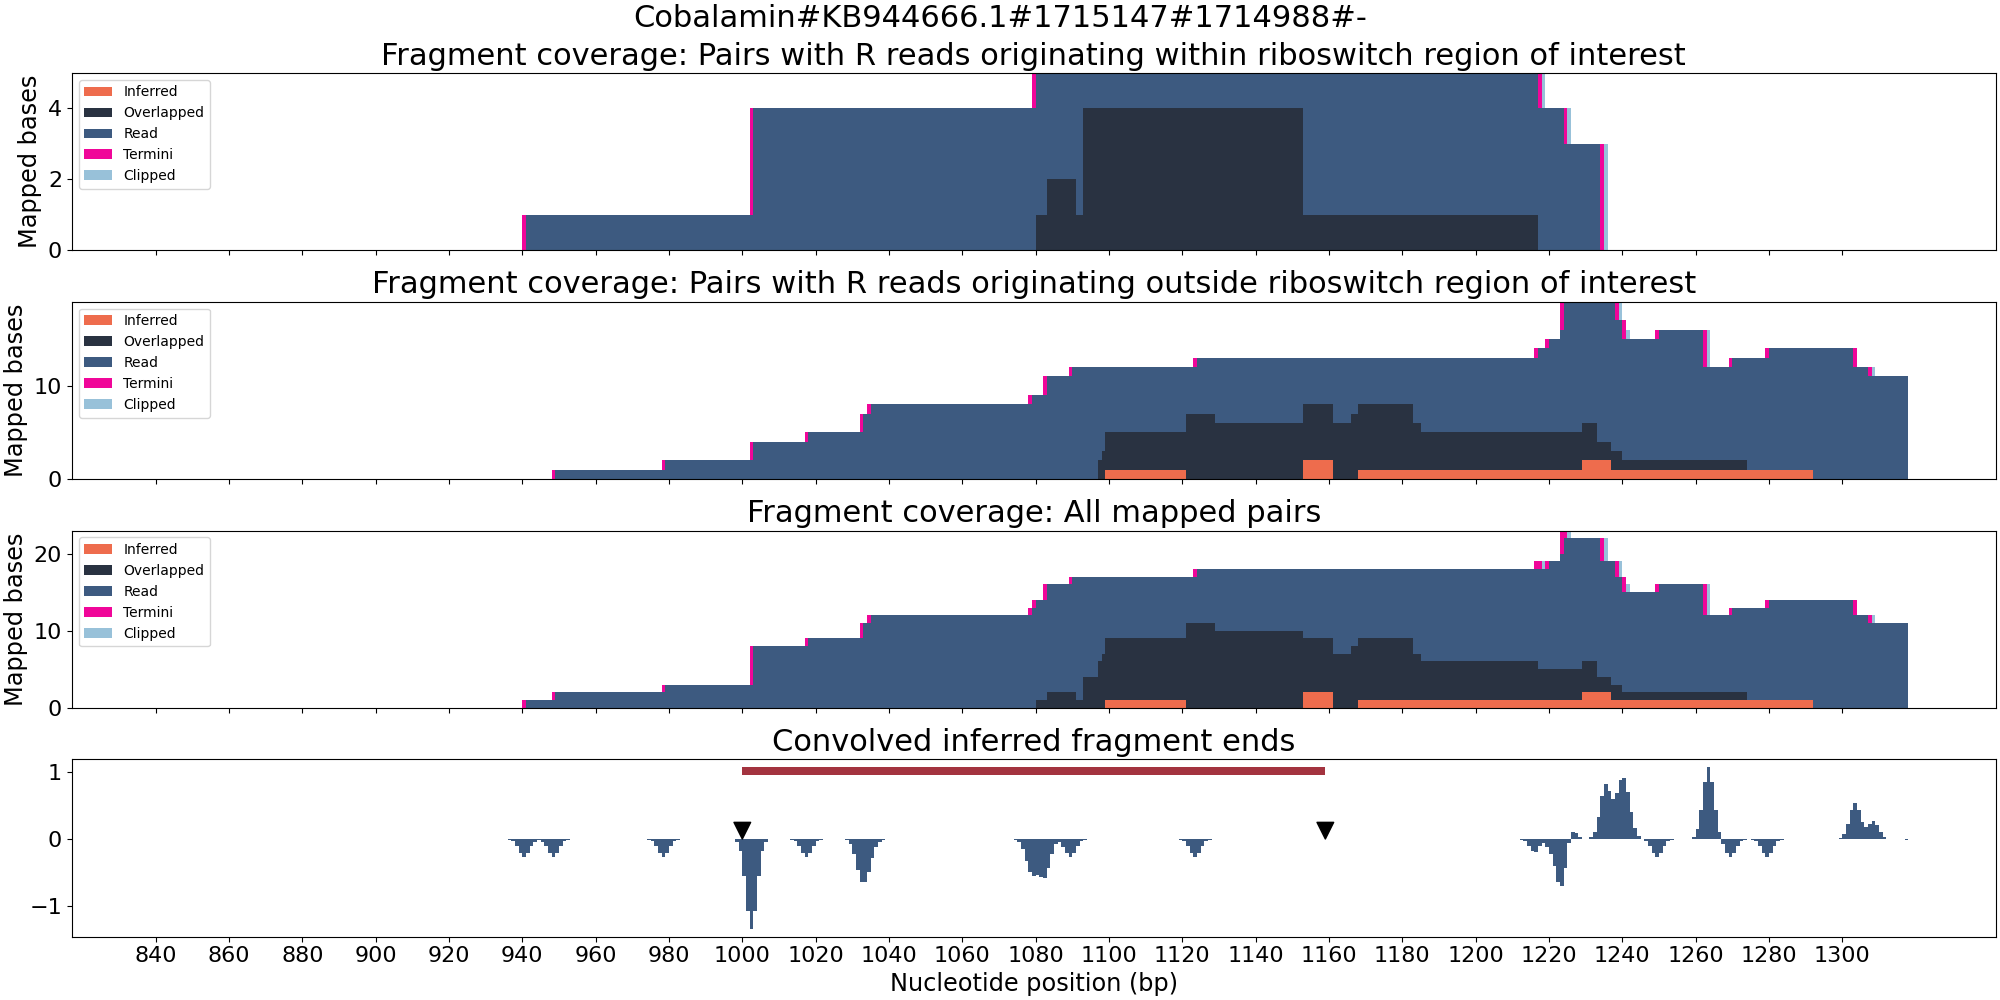 Cobalamin#KB944666.1#1715147#1714988#-
Fragment coverage: Pairs with R reads originating within riboswitch region of interest
Mapped bases
4
2
0
Inferred
Overlapped
Read
Termini
Clipped
Fragment coverage: Pairs with R reads originating outside riboswitch region of interest
Mapped bases
10
0
Inferred
Overlapped
Read
Termini
Clipped
Fragment coverage: All mapped pairs
Mapped bases
20
10
0
Inferred
Overlapped
Read
Termini
Clipped
Convolved inferred fragment ends
1
0
−1
840 860 880 900 920 940 960 980 1000 1020 1040 1060 1080 1100 1120 1140 1160 1180 1200 1220 1240 1260 1280 1300
Nucleotide position (bp)